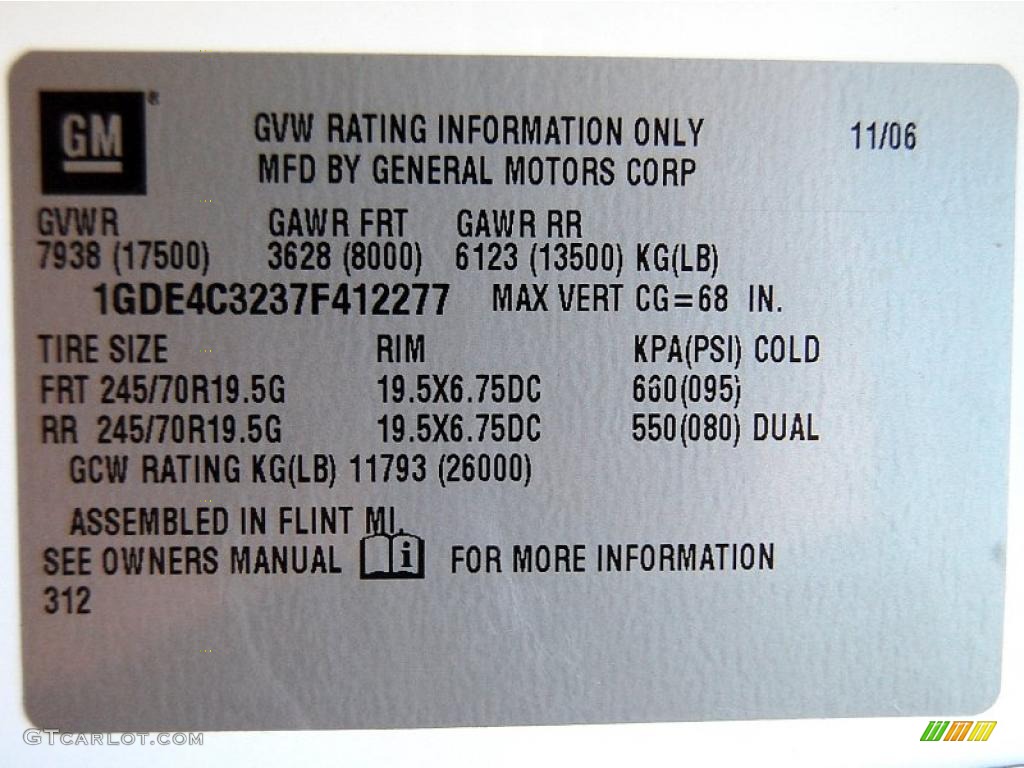 GM ®
GVW RATING INFORMATION ONLY 11/06
MFD BY GENERAL MOTORS CORP
GVWR GAWR FRT GAWR RR
7938 (17500) 3628 (8000) 6123 (13500) KG(LB)
1GDE4C3237F412277 MAX VERT CG=68 IN.
TIRE SIZE RIM KPA(PSI) COLD
FRT 245/70R19.5G 19.5X6.75DC 660(095)
RR 245/70R19.5G 19.5X6.75DC 550(080) DUAL
GCW RATING KG(LB) 11793 (26000)
ASSEMBLED IN FLINT MI.
SEE OWNERS MANUAL i FOR MORE INFORMATION
312
GTCARLOT.COM